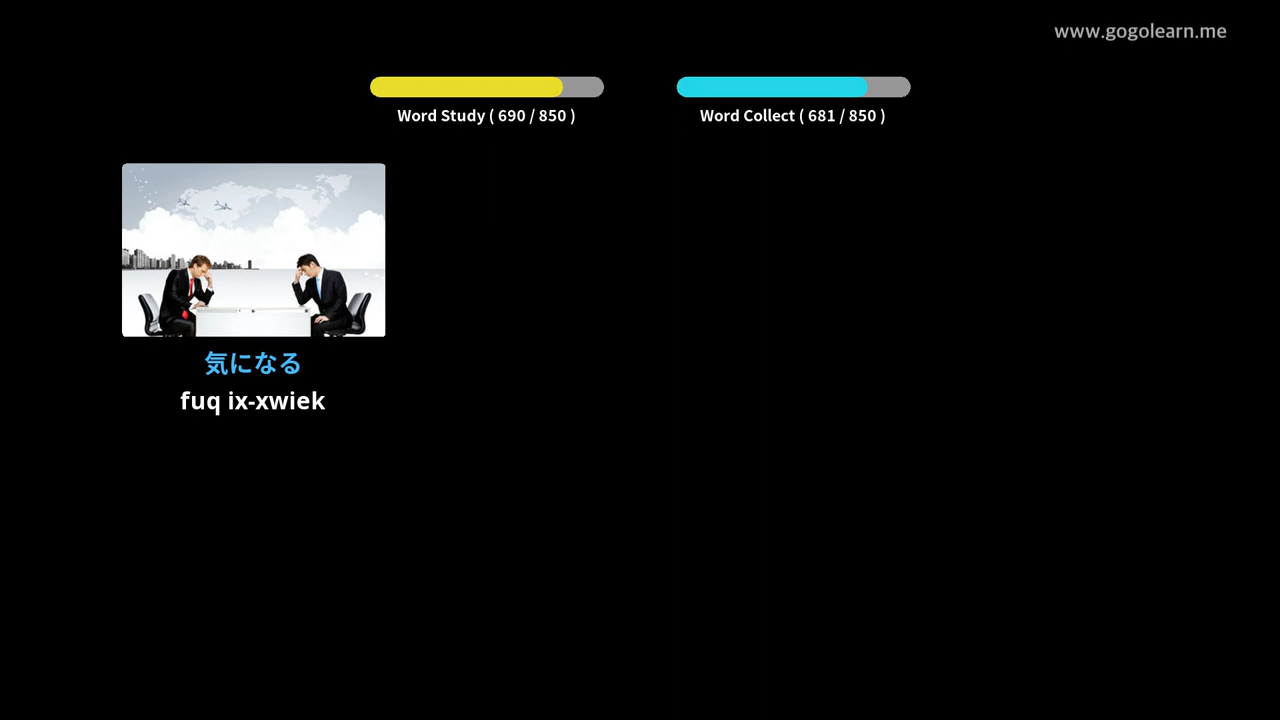 www.gogolearn.me
Word Study ( 690 / 850 )
Word Collect ( 681 / 850 )
気になる
fuq ix-xwiek